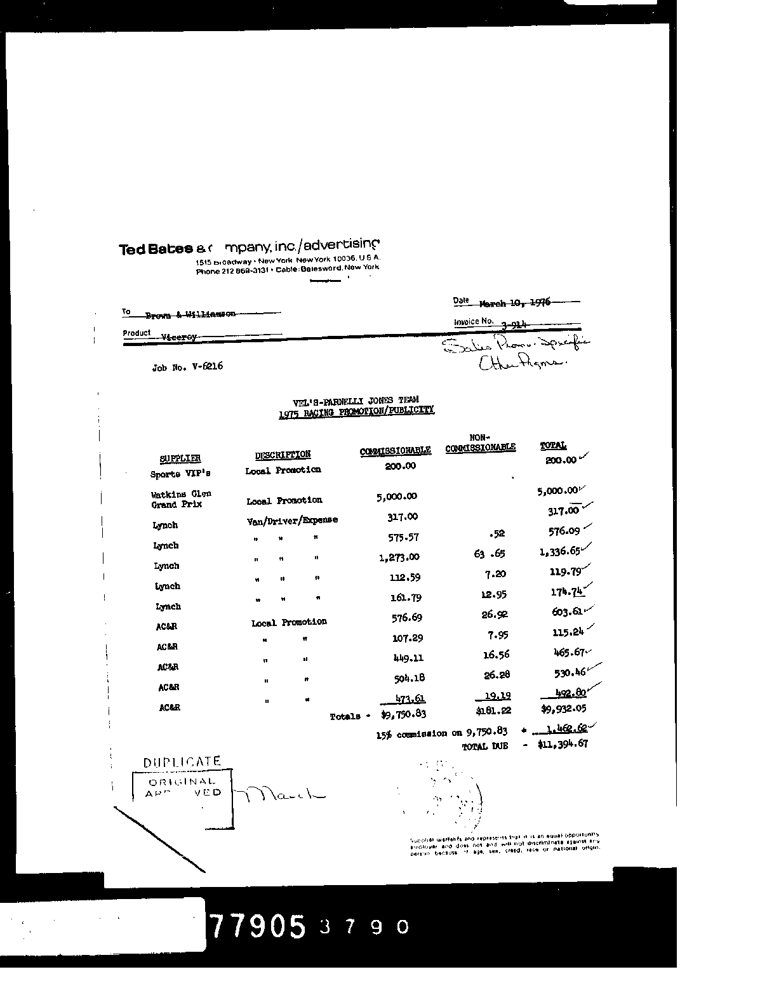 Ted Bates & mpany, inc./advertising
1515 Broadway • New York New York 10036, U S A.
Phone 212 869-3131 • Cable: Batesword, New York
To Brown & Williamson
Date March 10, 1976
Product Viceroy
Invoice No. 3-914
Sales Prom. Specific
Other Pgms.
Job No. V-6216
VEL'S-PARNELLI JONES TEAM
1975 RACING PROMOTION/PUBLICITY
SUPPLIER DESCRIPTION COMMISSIONABLE NON-COMMISSIONABLE TOTAL
Sports VIP's Local Promotion 200.00 200.00
Watkins Glen Grand Prix Local Promotion 5,000.00 5,000.00
Lynch Van/Driver/Expense 317.00 317.00
Lynch " " " 575.57 .52 576.09
Lynch " " " 1,273.00 63.65 1,336.65
Lynch " " " 112.59 7.20 119.79
Lynch " " " 161.79 12.95 174.74
AC&R Local Promotion 576.69 26.92 603.61
AC&R " " 107.29 7.95 115.24
AC&R " " 449.11 16.56 465.67
AC&R " " 504.18 26.28 530.46
AC&R " " 473.61 19.19 492.80
Totals - $9,750.83 $181.22 $9,932.05
15% commission on 9,750.83 = 1,462.62
TOTAL DUE - $11,394.67
DUPLICATE
ORIGINAL
AP VED
March
Supplier warrants and represents that it is an equal opportunity
employer and does not and will not discriminate against any
person because of age, sex, creed, race or national origin.
77905 3790